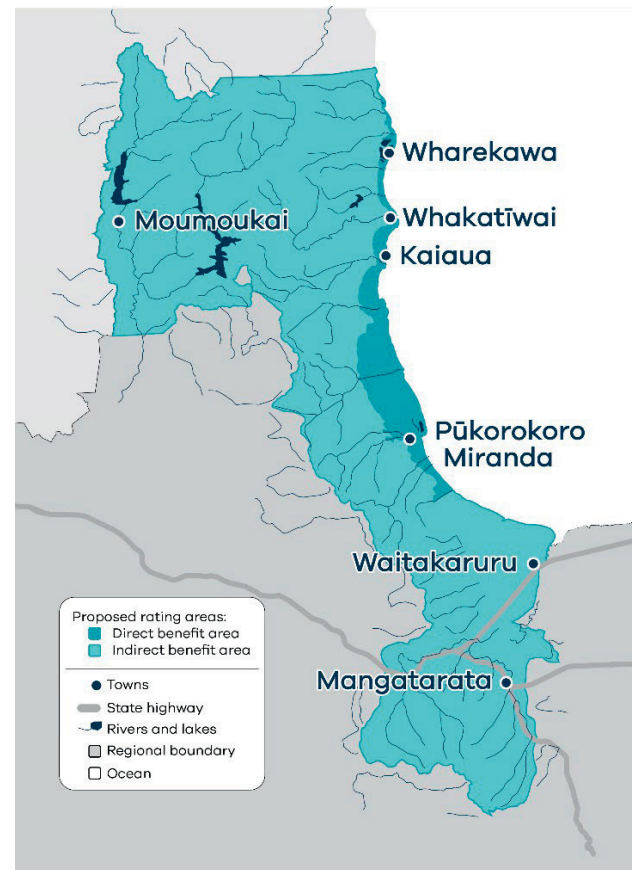 Wharekawa
Moumoukai
Whakatīwai
Kaiaua
Pūkorokoro
Miranda
Waitakaruru
Proposed rating areas:
Direct benefit area
Indirect benefit area
Towns
State highway
Rivers and lakes
Regional boundary
Ocean
Mangatarata